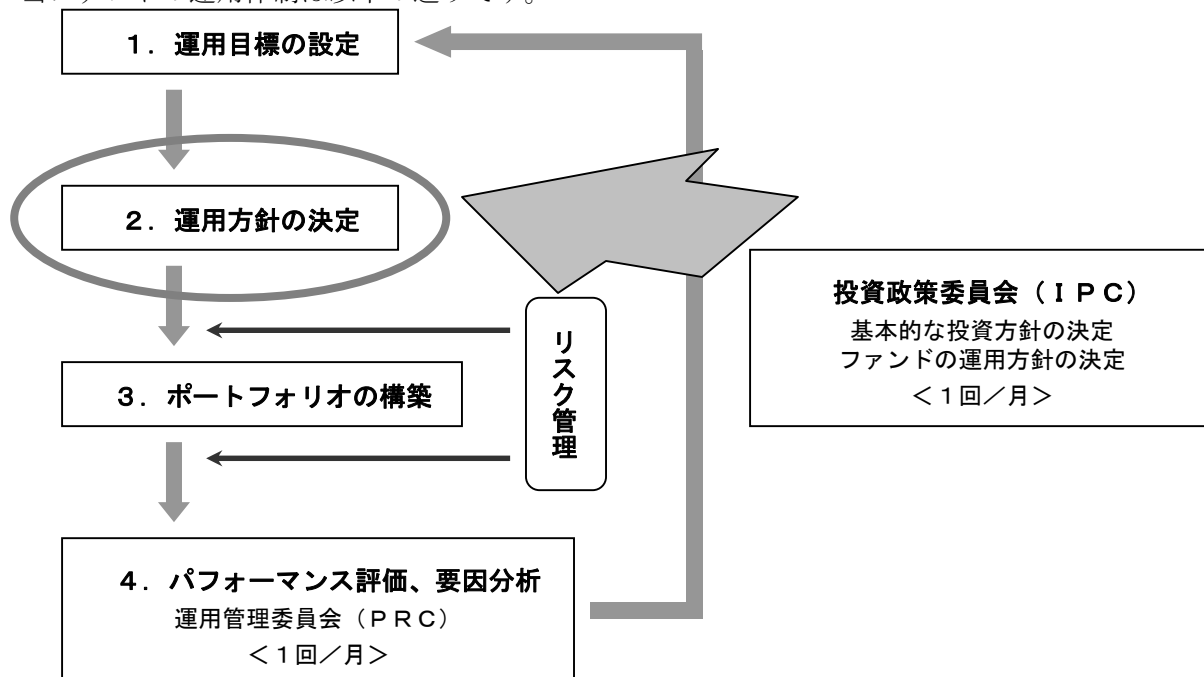 1．運用目標の設定
2．運用方針の決定
3．ポートフォリオの構築
リスク管理
投資政策委員会（ＩＰＣ）
基本的な投資方針の決定
ファンドの運用方針の決定
＜1回／月＞
4．パフォーマンス評価、要因分析
運用管理委員会（ＰＲＣ）
＜1回／月＞